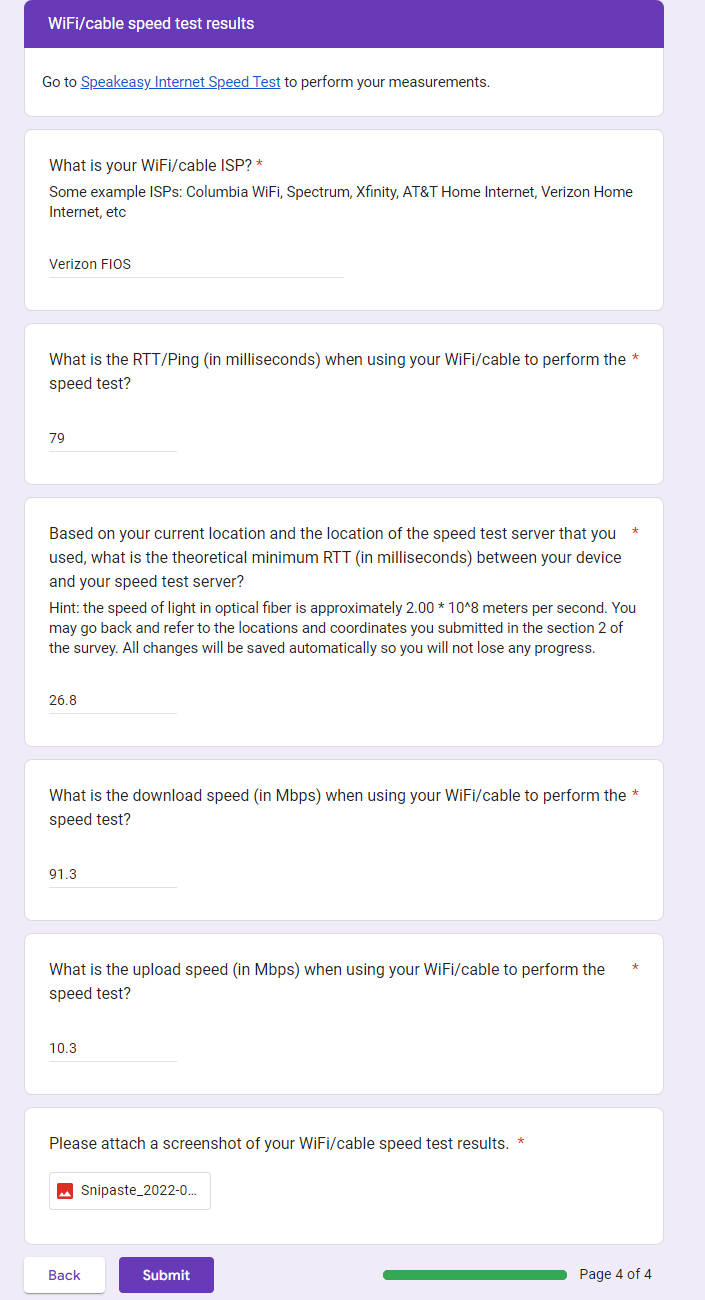 WiFi/cable speed test results
Go to Speakeasy Internet Speed Test to perform your measurements.
What is your WiFi/cable ISP? *
Some example ISPs: Columbia WiFi, Spectrum, Xfinity, AT&T Home Internet, Verizon Home
Internet, etc
Verizon FIOS
What is the RTT/Ping (in milliseconds) when using your WiFi/cable to perform the *
speed test?
79
Based on your current location and the location of the speed test server that you *
used, what is the theoretical minimum RTT (in milliseconds) between your device
and your speed test server?
Hint: the speed of light in optical fiber is approximately 2.00 * 10^8 meters per second. You
may go back and refer to the locations and coordinates you submitted in the section 2 of
the survey. All changes will be saved automatically so you will not lose any progress.
26.8
What is the download speed (in Mbps) when using your WiFi/cable to perform the *
speed test?
91.3
What is the upload speed (in Mbps) when using your WiFi/cable to perform the *
speed test?
10.3
Please attach a screenshot of your WiFi/cable speed test results. *
Snipaste_2022-0...
Back
Submit
Page 4 of 4